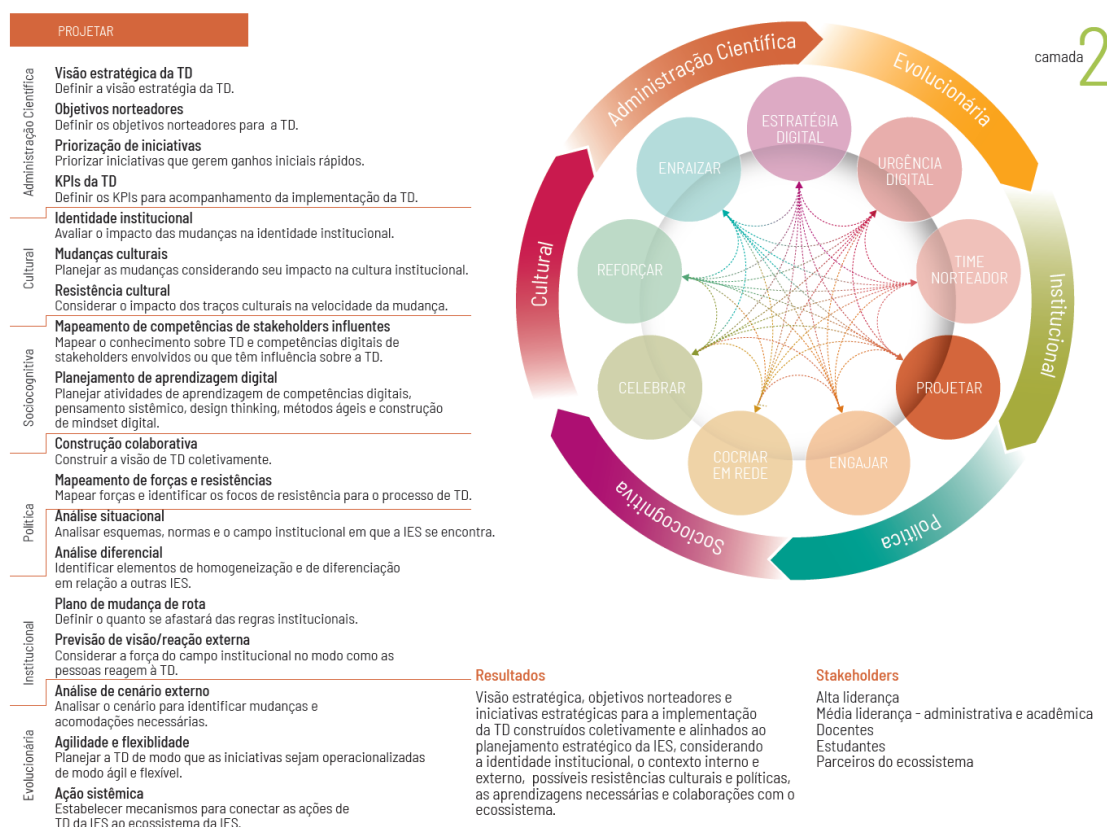 PROJETAR
camada 2
Administração Científica
Visão estratégica da TD
Definir a visão estratégia da TD.
Objetivos norteadores
Definir os objetivos norteadores para a TD.
Priorização de iniciativas
Priorizar iniciativas que gerem ganhos iniciais rápidos.
KPIs da TD
Definir os KPIs para acompanhamento da implementação da TD.
Cultural
Identidade institucional
Avaliar o impacto das mudanças na identidade institucional.
Mudanças culturais
Planejar as mudanças considerando seu impacto na cultura institucional.
Resistência cultural
Considerar o impacto dos traços culturais na velocidade da mudança.
Sociocognitiva
Mapeamento de competências de stakeholders influentes
Mapear o conhecimento sobre TD e competências digitais de
stakeholders envolvidos ou que têm influência sobre a TD.
Planejamento de aprendizagem digital
Planejar atividades de aprendizagem de competências digitais,
pensamento sistêmico, design thinking, métodos ágeis e construção
de mindset digital.
Política
Construção colaborativa
Construir a visão de TD coletivamente.
Mapeamento de forças e resistências
Mapear forças e identificar os focos de resistência para o processo de TD.
Análise situacional
Analisar esquemas, normas e o campo institucional em que a IES se encontra.
Análise diferencial
Identificar elementos de homogeneização e de diferenciação
em relação a outras IES.
Institucional
Plano de mudança de rota
Definir o quanto se afastará das regras institucionais.
Previsão de visão/reação externa
Considerar a força do campo institucional no modo como as
pessoas reagem à TD.
Evolucionária
Análise de cenário externo
Analisar o cenário para identificar mudanças e
acomodações necessárias.
Agilidade e flexiblidade
Planejar a TD de modo que as iniciativas sejam operacionalizadas
de modo ágil e flexível.
Ação sistêmica
Estabelecer mecanismos para conectar as ações de
TD da IES ao ecossistema da IES.
Administração Científica
Evolucionária
Institucional
Política
Sociocognitiva
Cultural
ESTRATÉGIA
DIGITAL
URGÊNCIA
DIGITAL
TIME
NORTEADOR
PROJETAR
ENGAJAR
COCRIAR
EM REDE
CELEBRAR
REFORÇAR
ENRAIZAR
Resultados
Visão estratégica, objetivos norteadores e
iniciativas estratégicas para a implementação
da TD construídos coletivamente e alinhados ao
planejamento estratégico da IES, considerando
a identidade institucional, o contexto interno e
externo, possíveis resistências culturais e políticas,
as aprendizagens necessárias e colaborações com o
ecossistema.
Stakeholders
Alta liderança
Média liderança - administrativa e acadêmica
Docentes
Estudantes
Parceiros do ecossistema